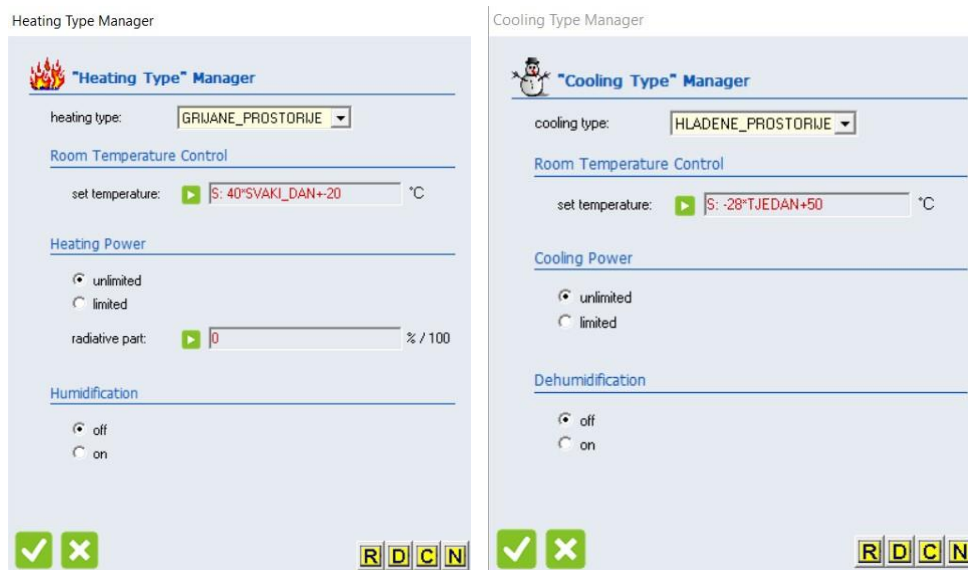 Heating Type Manager
"Heating Type" Manager
heating type: GRIJANE_PROSTORIJE
Room Temperature Control
set temperature: S: 40*SVAKI_DAN+-20 °C
Heating Power
unlimited
limited
radiative part: 0 % / 100
Humidification
off
on
R D C N
Cooling Type Manager
"Cooling Type" Manager
cooling type: HLADENE_PROSTORIJE
Room Temperature Control
set temperature: S: -28*TJEDAN+50 °C
Cooling Power
unlimited
limited
Dehumidification
off
on
R D C N